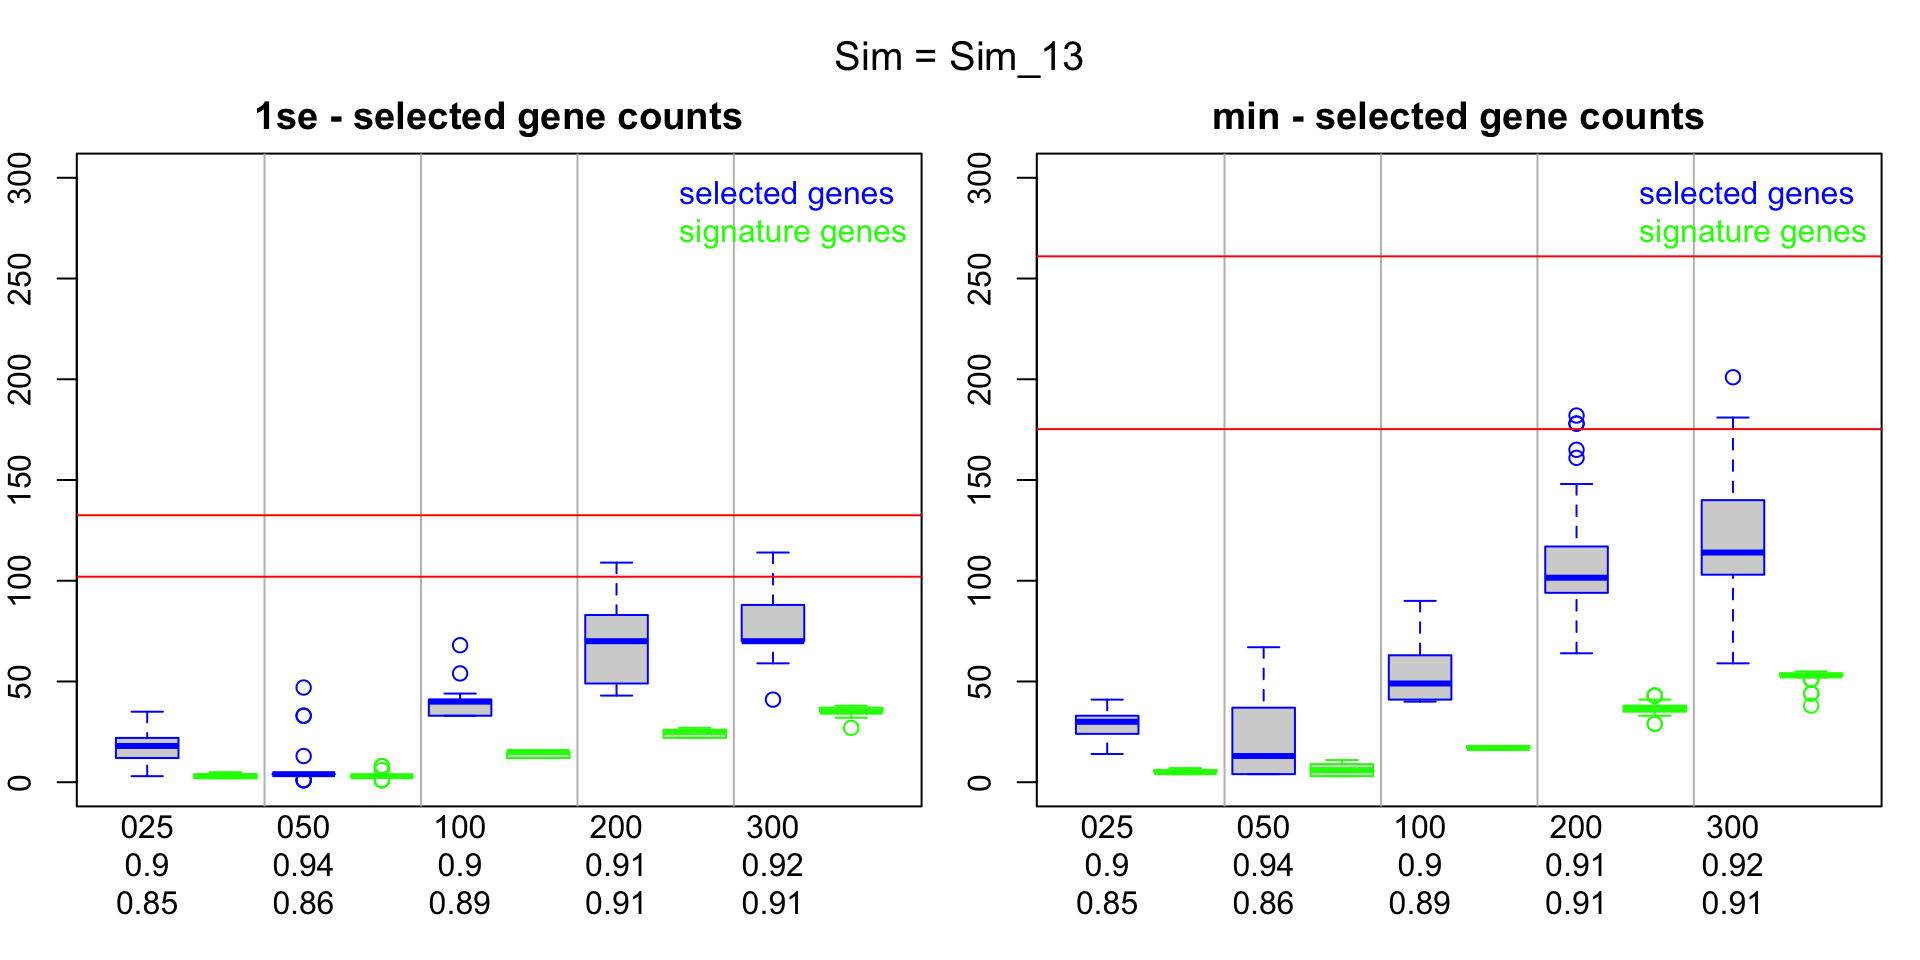 Sim = Sim_13
1se - selected gene counts
selected genes
signature genes
300
250
200
150
100
50
0
025 050 100 200 300
0.9 0.94 0.9 0.91 0.92
0.85 0.86 0.89 0.91 0.91
min - selected gene counts
selected genes
signature genes
300
250
200
150
100
50
0
025 050 100 200 300
0.9 0.94 0.9 0.91 0.92
0.85 0.86 0.89 0.91 0.91